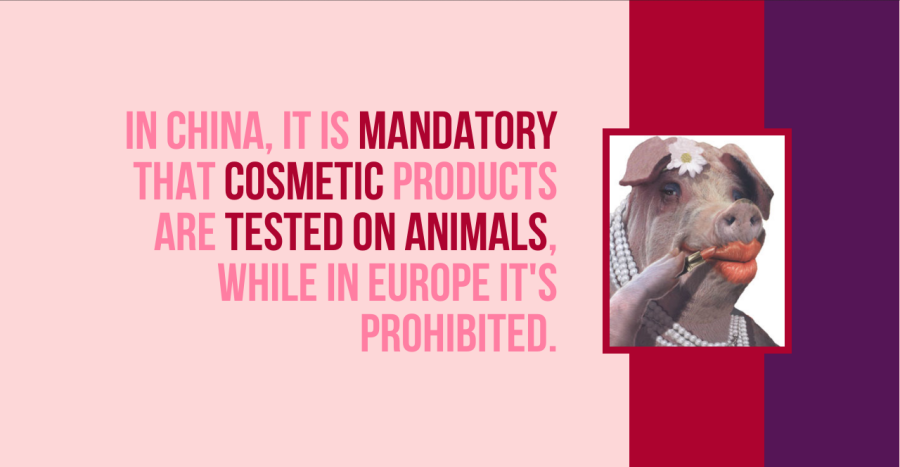 IN CHINA, IT IS MANDATORY
THAT COSMETIC PRODUCTS
ARE TESTED ON ANIMALS,
WHILE IN EUROPE IT'S
PROHIBITED.